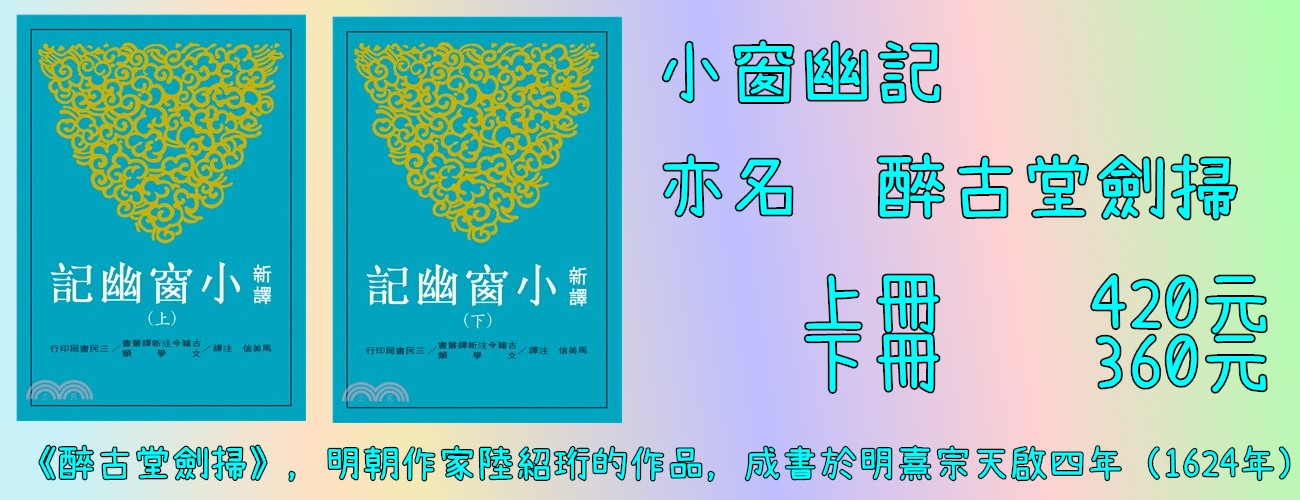 新譯 小窗幽記
（上）
馬美信 注譯／古籍今注新譯叢書 文學類／三民書局印行
新譯 小窗幽記
（下）
馬美信 注譯／古籍今注新譯叢書 文學類／三民書局印行
小窗幽記
亦名 醉古堂劍掃
上冊 420元
下冊 360元
《醉古堂劍掃》，明朝作家陸紹珩的作品，成書於明熹宗天啟四年（1624年）